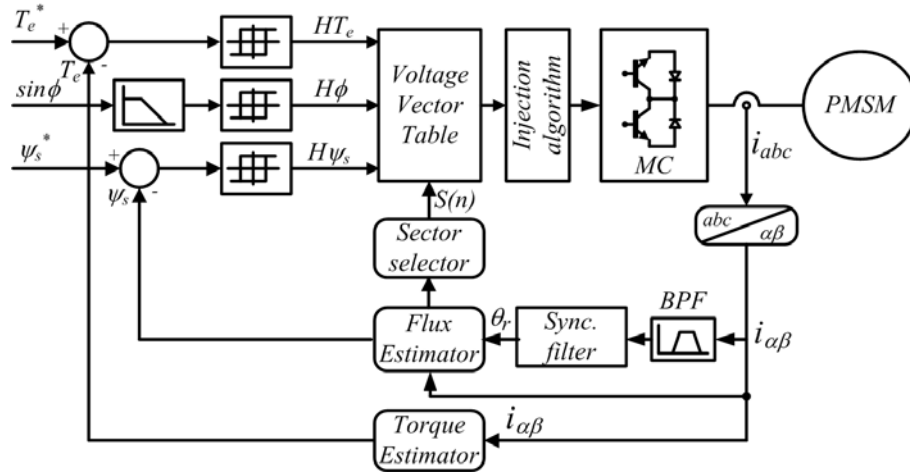 Te*
+
-
Te
HTe
sinϕ
Hϕ
ψs*
+
-
ψs
Hψs
Voltage
Vector
Table
Injection
algorithm
MC
PMSM
iabc
S(n)
abc
αβ
Sector
selector
BPF
θr
Flux
Estimator
Sync.
filter
iαβ
Torque
Estimator
iαβ